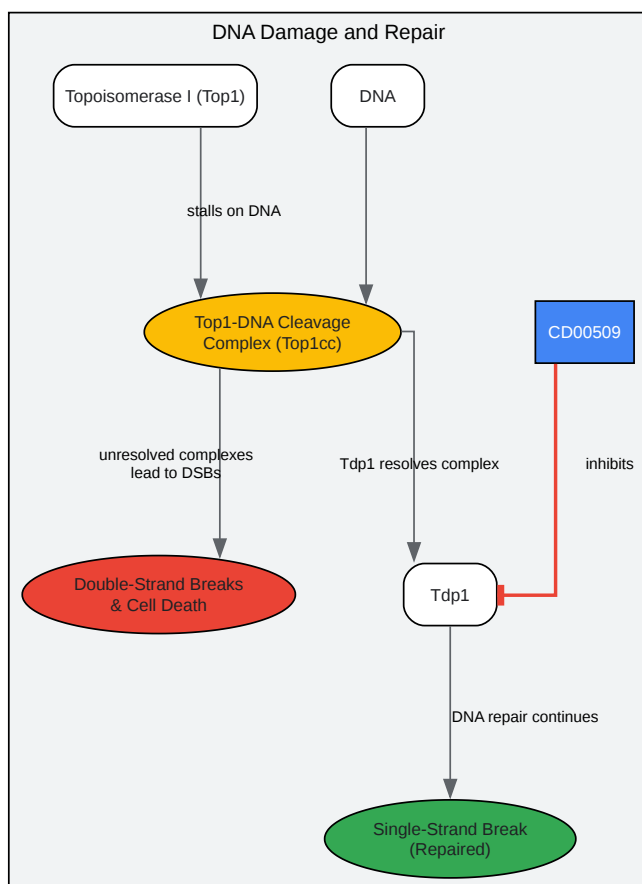 DNA Damage and Repair
Topoisomerase I (Top1)
DNA
stalls on DNA
Top1-DNA Cleavage
Complex (Top1cc)
CD00509
unresolved complexes
lead to DSBs
Tdp1 resolves complex
inhibits
Double-Strand Breaks
& Cell Death
Tdp1
DNA repair continues
Single-Strand Break
(Repaired)